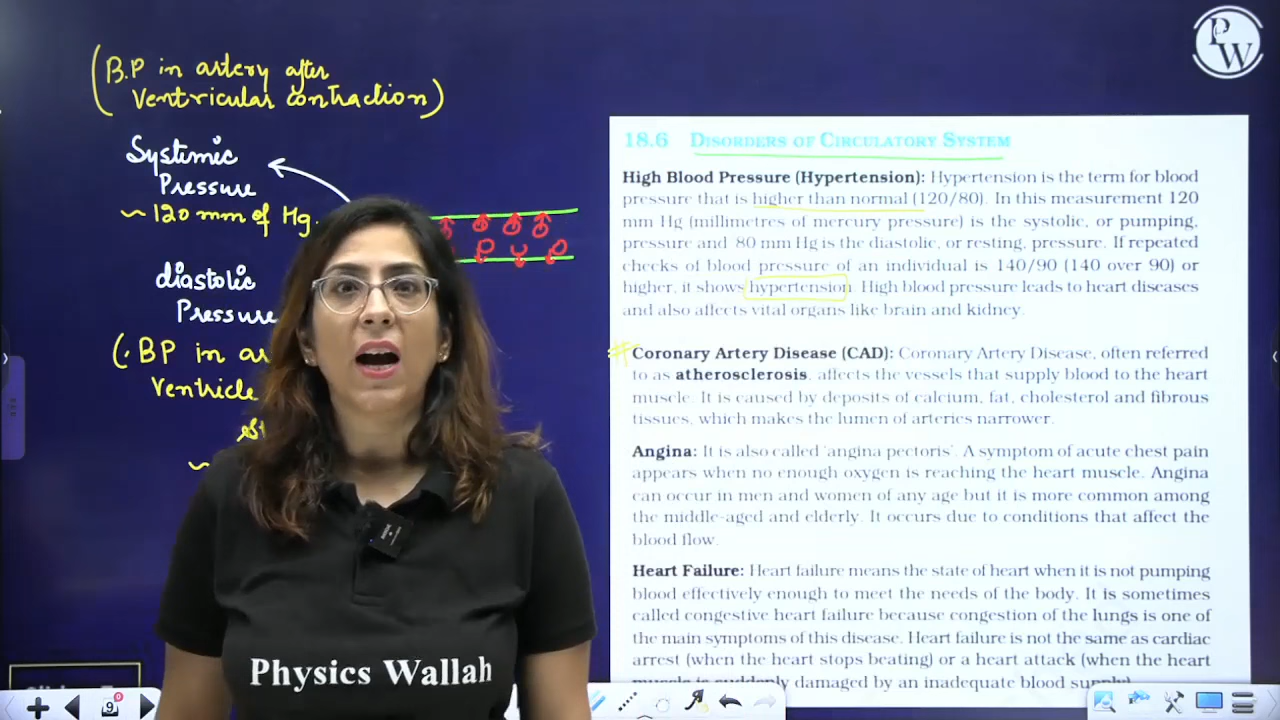 PW
(B.P in artery after
Ventricular contraction)
Systimic
Pressure
~ 120 mm of Hg.
diastolic
Pressure
(. BP in
Ventricle
~
18.6 DISORDERS OF CIRCULATORY SYSTEM
High Blood Pressure (Hypertension): Hypertension is the term for blood
pressure that is higher than normal (120/80). In this measurement 120
mm Hg (millimetres of mercury pressure) is the systolic, or pumping,
pressure and 80 mm Hg is the diastolic, or resting, pressure. If repeated
checks of blood pressure of an individual is 140/90 (140 over 90) or
higher, it shows hypertension. High blood pressure leads to heart diseases
and also affects vital organs like brain and kidney.
# Coronary Artery Disease (CAD): Coronary Artery Disease, often referred
to as atherosclerosis, affects the vessels that supply blood to the heart
muscle. It is caused by deposits of calcium, fat, cholesterol and fibrous
tissues, which makes the lumen of arteries narrower.
Angina: It is also called 'angina pectoris'. A symptom of acute chest pain
appears when no enough oxygen is reaching the heart muscle. Angina
can occur in men and women of any age but it is more common among
the middle-aged and elderly. It occurs due to conditions that affect the
blood flow.
Heart Failure: Heart failure means the state of heart when it is not pumping
blood effectively enough to meet the needs of the body. It is sometimes
called congestive heart failure because congestion of the lungs is one of
the main symptoms of this disease. Heart failure is not the same as cardiac
arrest (when the heart stops beating) or a heart attack (when the heart
muscle is suddenly damaged by an inadequate blood supply).
Physics Wallah
9